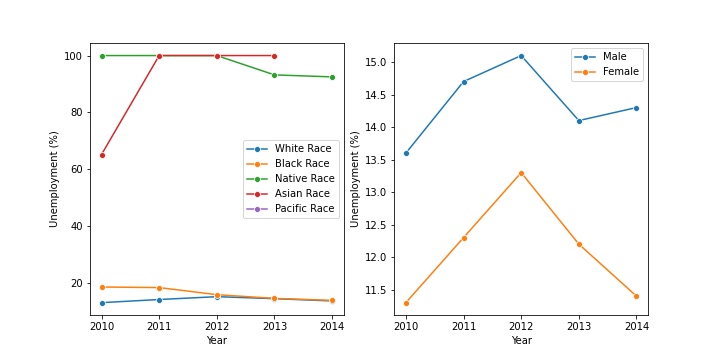 100
80
60
40
20
Unemployment (%)
2010 2011 2012 2013 2014
Year
White Race
Black Race
Native Race
Asian Race
Pacific Race
15.0
14.5
14.0
13.5
13.0
12.5
12.0
11.5
Unemployment (%)
2010 2011 2012 2013 2014
Year
Male
Female